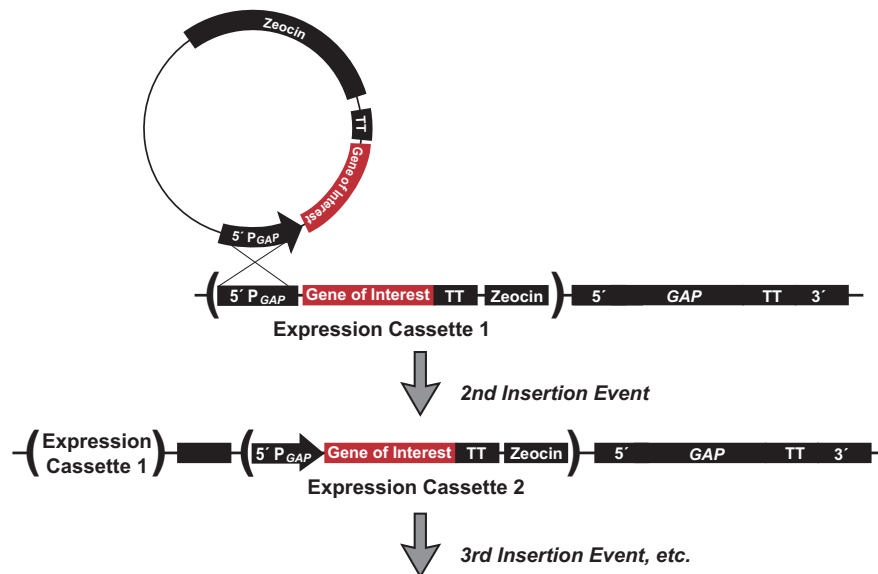 Zeocin
TT
Gene of Interest
5´ PGAP
( 5´ PGAP Gene of Interest TT Zeocin ) 5´ GAP TT 3´
Expression Cassette 1
2nd Insertion Event
( Expression
Cassette 1 )
( 5´ PGAP Gene of Interest TT Zeocin ) 5´ GAP TT 3´
Expression Cassette 2
3rd Insertion Event, etc.